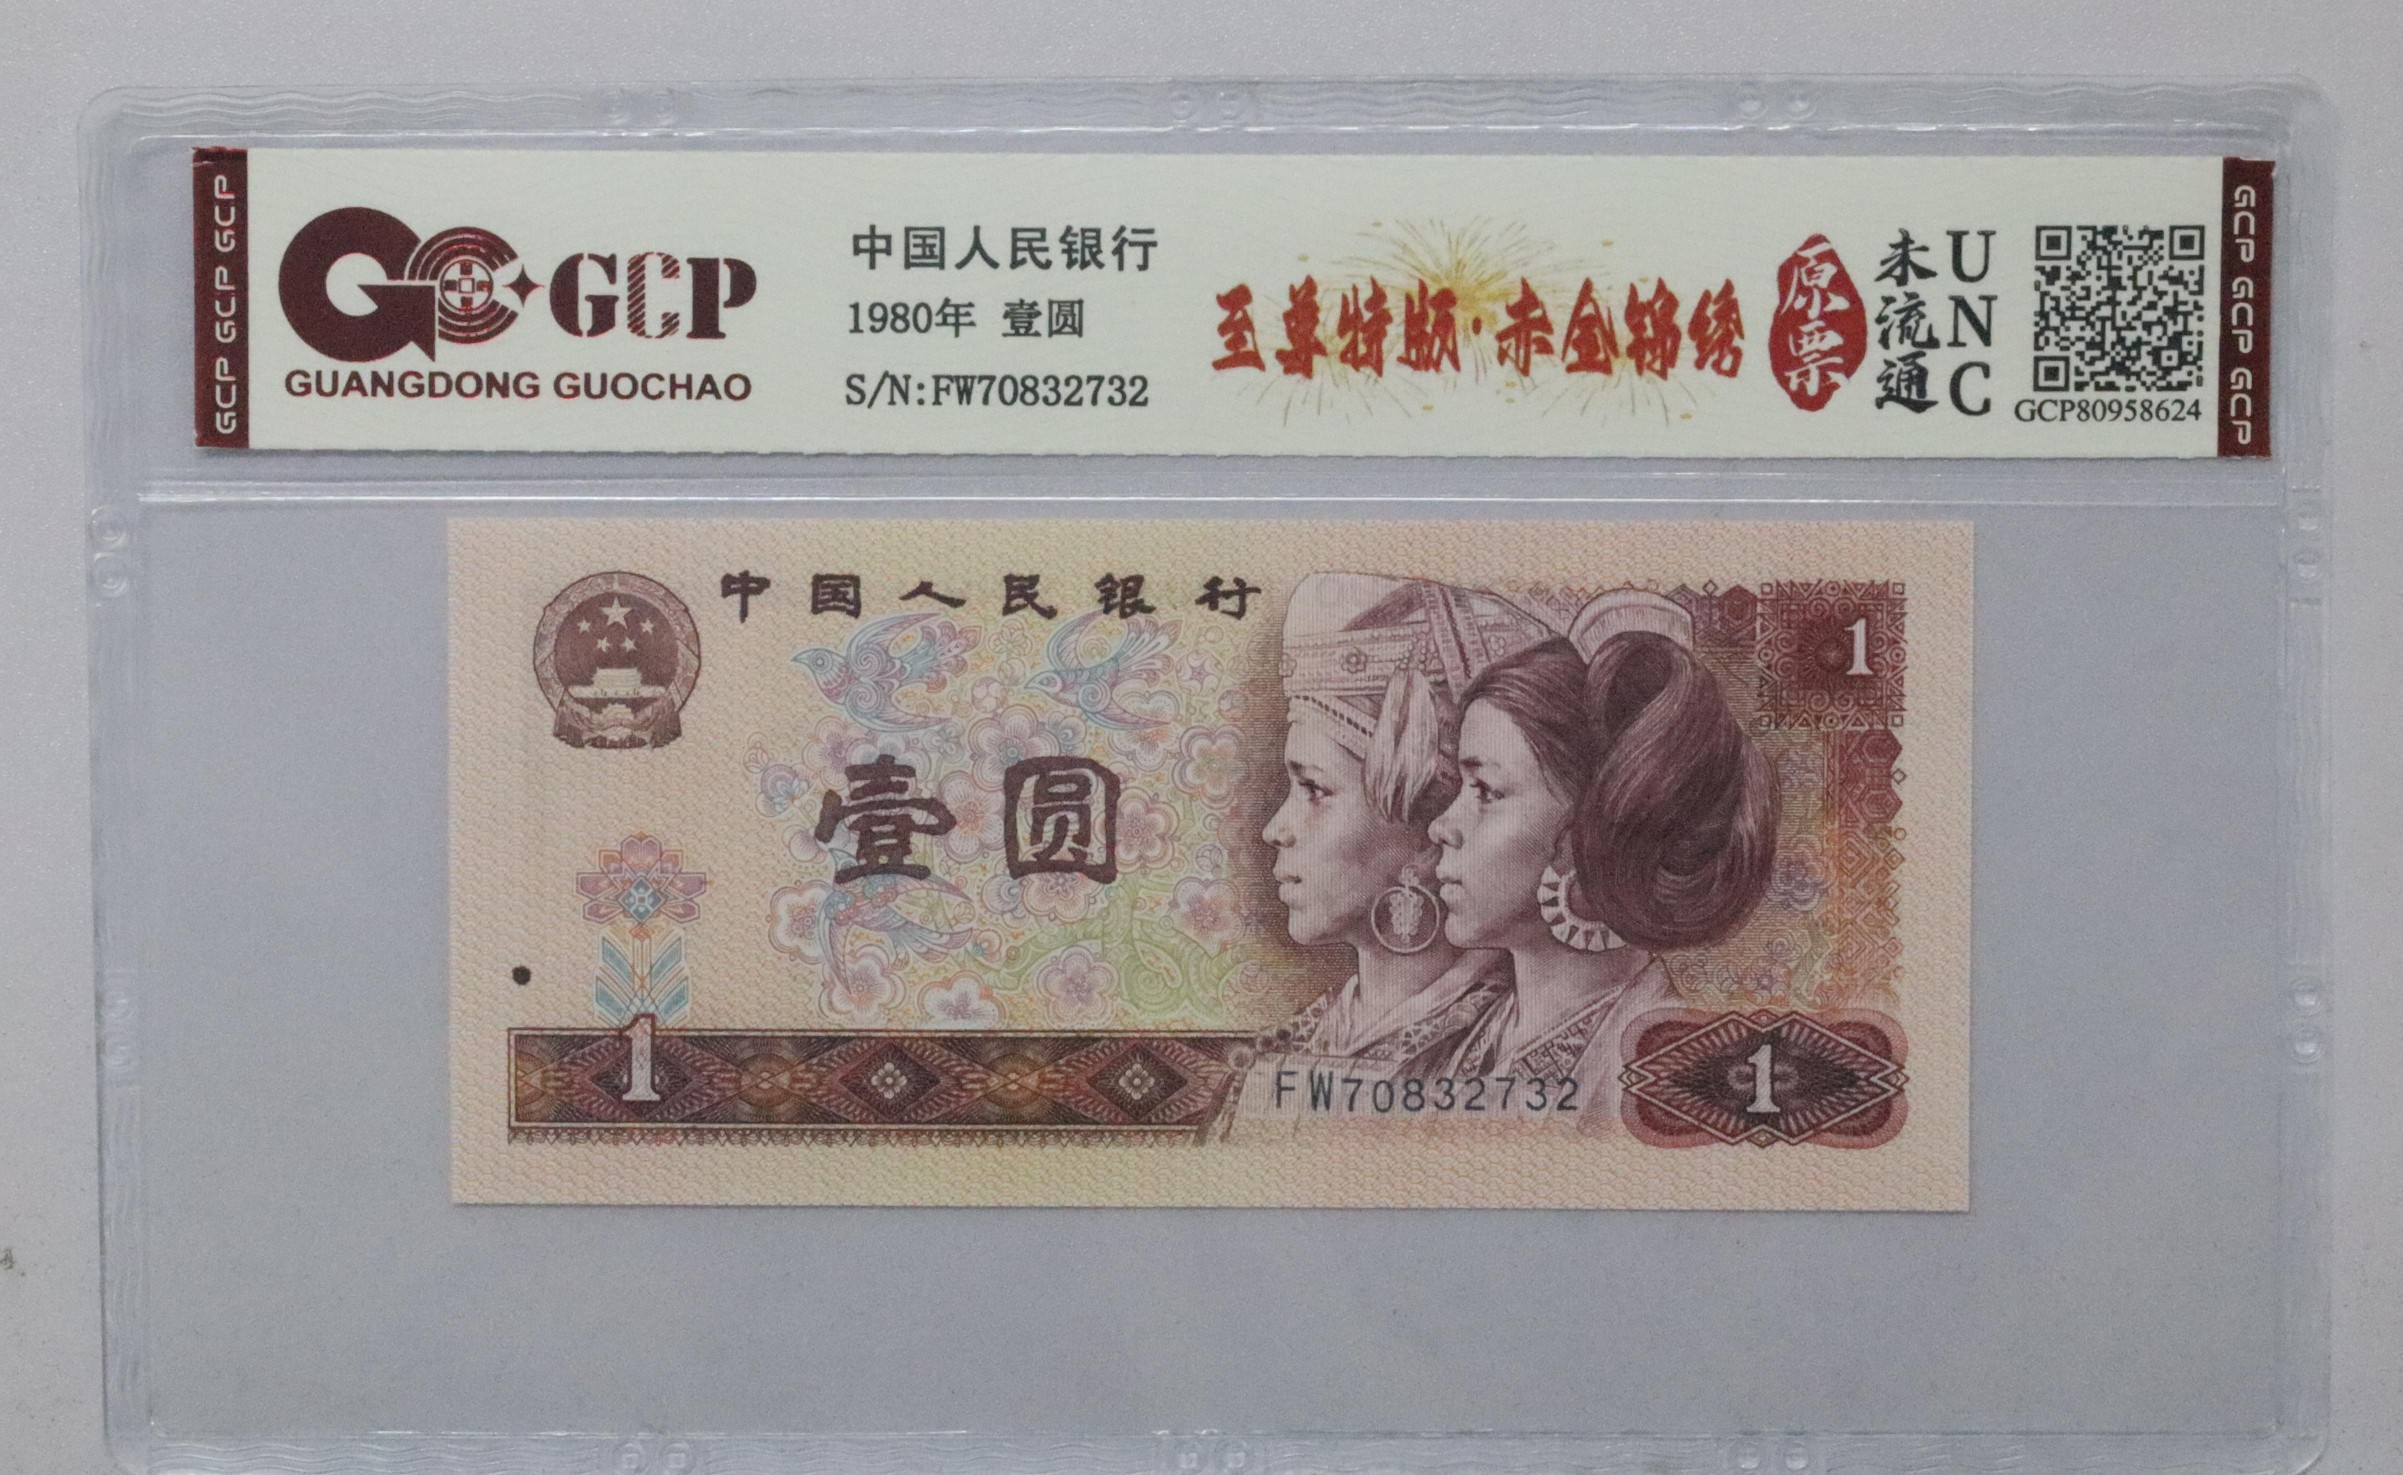 GCP GCP GCP
GCP
GUANGDONG GUOCHAO
中国人民银行
1980年 壹圆
S/N:FW70832732
至尊特版·赤金锦绣
原票
未流通
UNC
GCP80958624
GCP GCP GCP
中国人民银行
1
壹圆
1
FW70832732
1